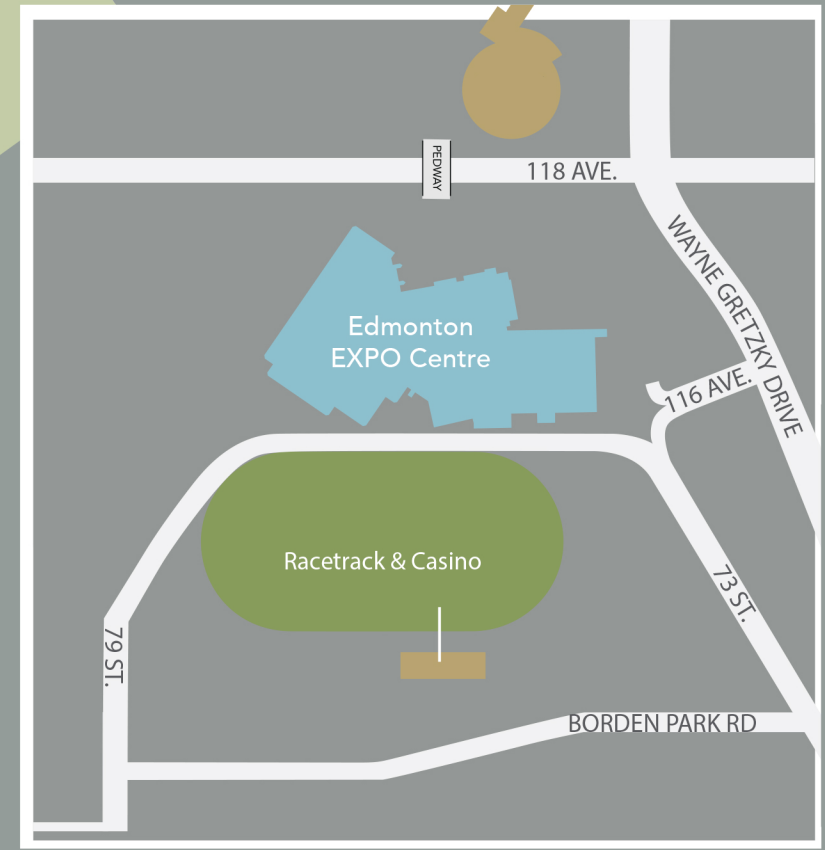 PEDWAY
118 AVE.
WAYNE GRETZKY DRIVE
Edmonton
EXPO Centre
116 AVE.
Racetrack & Casino
73 ST.
79 ST.
BORDEN PARK RD